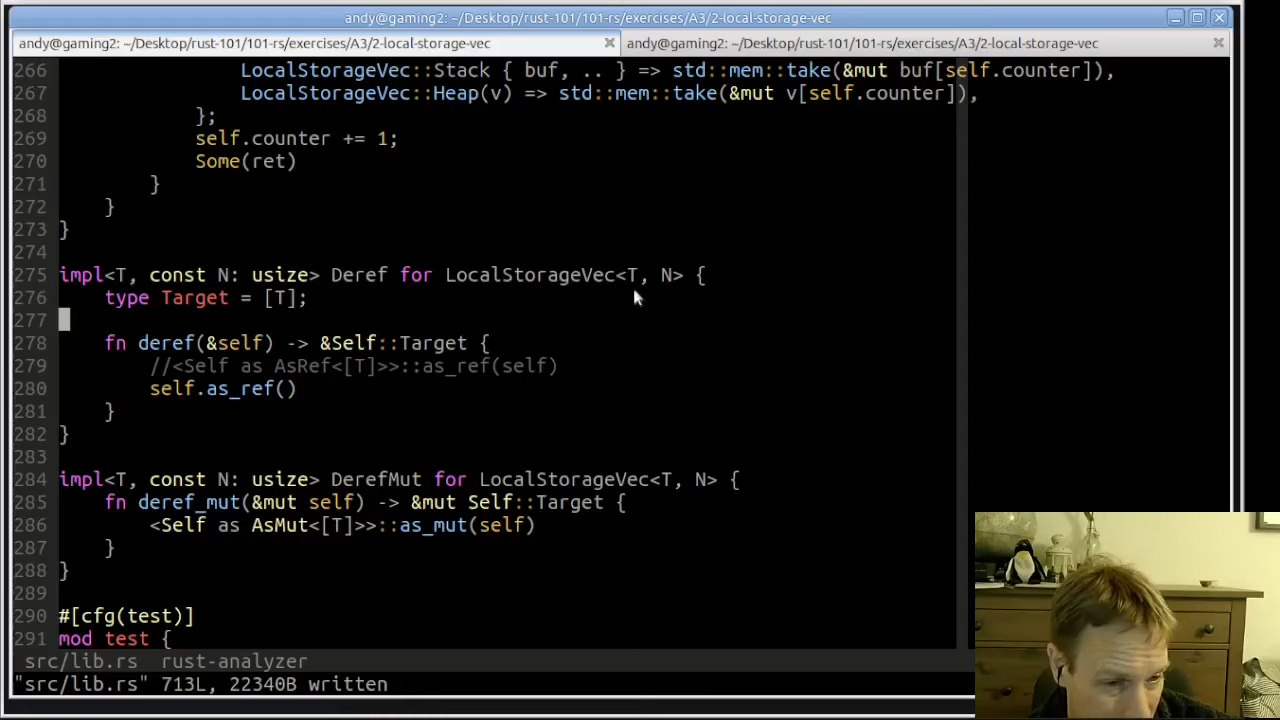 andy@gaming2: ~/Desktop/rust-101/101-rs/exercises/A3/2-local-storage-vec
andy@gaming2: ~/Desktop/rust-101/101-rs/exercises/A3/2-local-storage-vec
andy@gaming2: ~/Desktop/rust-101/101-rs/exercises/A3/2-local-storage-vec
266 LocalStorageVec::Stack { buf, .. } => std::mem::take(&mut buf[self.counter]),
267 LocalStorageVec::Heap(v) => std::mem::take(&mut v[self.counter]),
268 };
269 self.counter += 1;
270 Some(ret)
271 }
272 }
273 }
274
275 impl<T, const N: usize> Deref for LocalStorageVec<T, N> {
276 type Target = [T];
277
278 fn deref(&self) -> &Self::Target {
279 //<Self as AsRef<[T]>>::as_ref(self)
280 self.as_ref()
281 }
282 }
283
284 impl<T, const N: usize> DerefMut for LocalStorageVec<T, N> {
285 fn deref_mut(&mut self) -> &mut Self::Target {
286 <Self as AsMut<[T]>>::as_mut(self)
287 }
288 }
289
290 #[cfg(test)]
291 mod test {
src/lib.rs rust-analyzer
"src/lib.rs" 713L, 22340B written